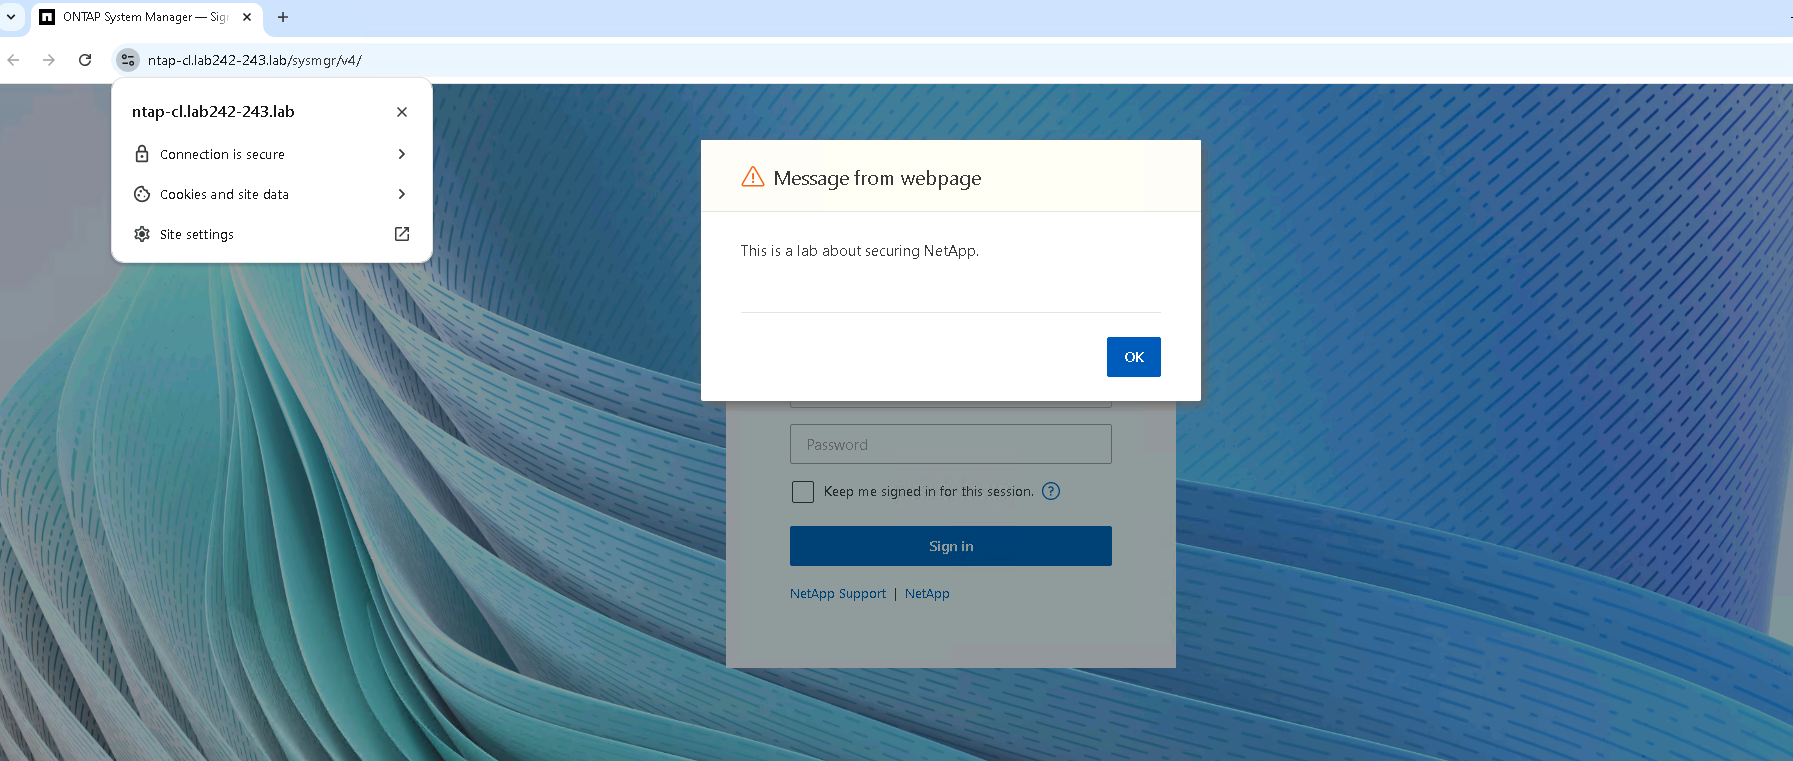 ONTAP System Manager — Sig
ntap-cl.lab242-243.lab/sysmgr/v4/
ntap-cl.lab242-243.lab
Connection is secure
Cookies and site data
Site settings
Message from webpage
This is a lab about securing NetApp.
OK
Password
Keep me signed in for this session.
Sign in
NetApp Support | NetApp